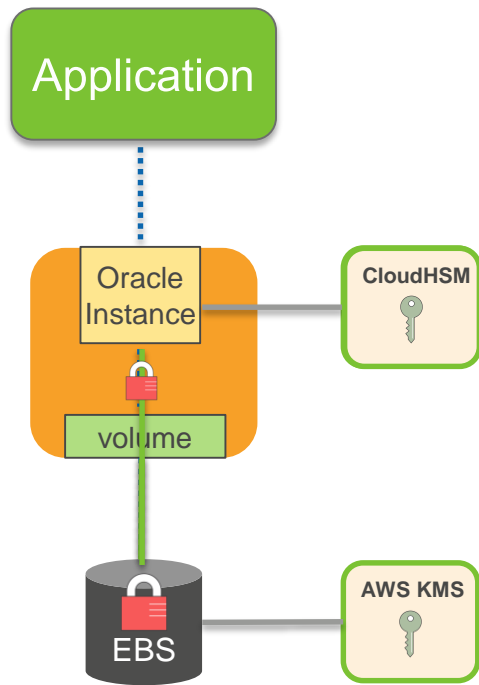 Application
Oracle
Instance
CloudHSM
volume
EBS
AWS KMS